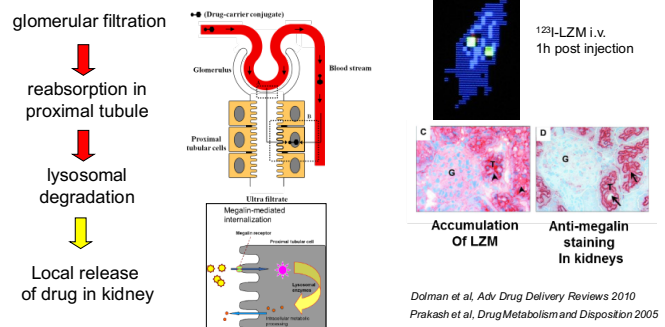 glomerular filtration
reabsorption in
proximal tubule
lysosomal
degradation
Local release
of drug in kidney
(Drug-carrier conjugate)
Glomerulus
Blood stream
B
Proximal
tubular cells
Ultra filtrate
Megalin-mediated
internalization
Megalin receptor
Proximal tubular cell
Lysosomal
enzymes
Intracellular metabolic
processing
123I-LZM i.v.
1h post injection
C
G
T
D
G
T
Accumulation
Of LZM
Anti-megalin
staining
In kidneys
Dolman et al, Adv Drug Delivery Reviews 2010
Prakash et al, Drug Metabolism and Disposition 2005